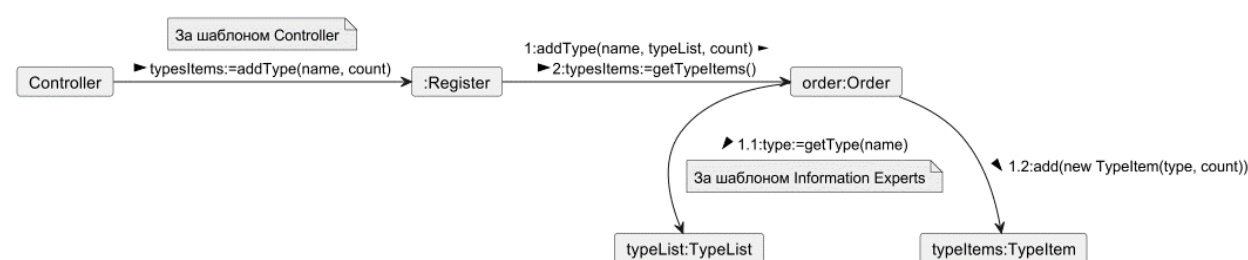 За шаблоном Controller
1:addType(name, typeList, count) ►
Controller
► typesItems:=addType(name, count)
:Register
►2:typesItems:=getTypeItems()
order:Order
1.1:type:=getType(name)
За шаблоном Information Experts
1.2:add(new TypeItem(type, count))
typeList:TypeList
typeItems:TypeItem